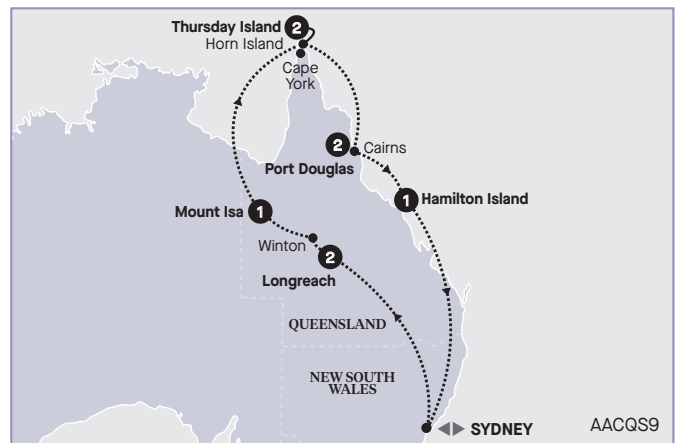 Thursday Island 2
Horn Island
Cape
York
2 Cairns
Port Douglas
1 Hamilton Island
Mount Isa 1
Winton
2
Longreach
QUEENSLAND
NEW SOUTH
WALES
SYDNEY
AACQS9